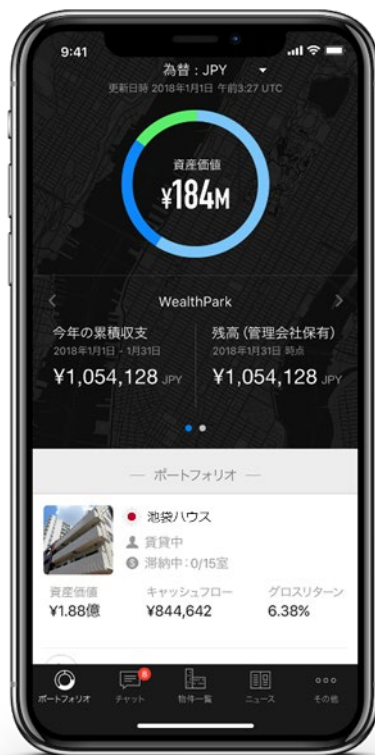 9:41
為替 : JPY
更新日時 2018年1月1日 午前3:27 UTC
資産価値
¥184M
WealthPark
今年の累積収支
2018年1月1日 - 1月31日
¥1,054,128 JPY
残高 (管理会社保有)
2018年1月31日 時点
¥1,054,128 JPY
ポートフォリオ
池袋ハウス
賃貸中
滞納中: 0/15室
資産価値 キャッシュフロー グロスリターン
¥1.88億 ¥844,642 6.38%
8
ポートフォリオ チャット 物件一覧 ニュース その他